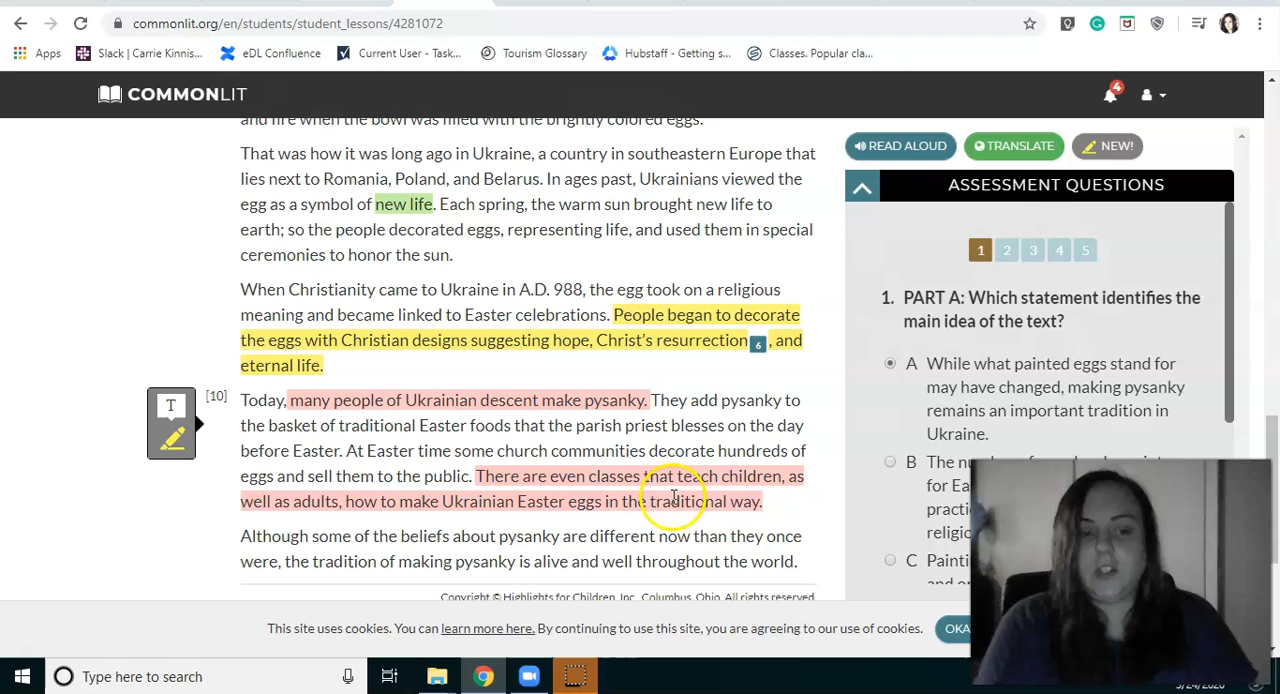 commonlit.org/en/students/student_lessons/4281072
Apps
Slack | Carrie Kinnis...
eDL Confluence
Current User - Task...
Tourism Glossary
Hubstaff - Getting s...
Classes. Popular cla...
COMMONLIT
4
and fire when the bowl was filled with the brightly colored eggs.
That was how it was long ago in Ukraine, a country in southeastern Europe that
lies next to Romania, Poland, and Belarus. In ages past, Ukrainians viewed the
egg as a symbol of new life. Each spring, the warm sun brought new life to
earth; so the people decorated eggs, representing life, and used them in special
ceremonies to honor the sun.
When Christianity came to Ukraine in A.D. 988, the egg took on a religious
meaning and became linked to Easter celebrations. People began to decorate
the eggs with Christian designs suggesting hope, Christ's resurrection 6 , and
eternal life.
T
[10] Today, many people of Ukrainian descent make pysanky. They add pysanky to
the basket of traditional Easter foods that the parish priest blesses on the day
before Easter. At Easter time some church communities decorate hundreds of
eggs and sell them to the public. There are even classes that teach children, as
well as adults, how to make Ukrainian Easter eggs in the traditional way.
Although some of the beliefs about pysanky are different now than they once
were, the tradition of making pysanky is alive and well throughout the world.
Copyright © Highlights for Children, Inc., Columbus, Ohio. All rights reserved
READ ALOUD
TRANSLATE
NEW!
ASSESSMENT QUESTIONS
1 2 3 4 5
1. PART A: Which statement identifies the
main idea of the text?
A While what painted eggs stand for
may have changed, making pysanky
remains an important tradition in
Ukraine.
B The
for Ea
practi
religio
C Painti
This site uses cookies. You can learn more here. By continuing to use this site, you are agreeing to our use of cookies.
OKA
Type here to search